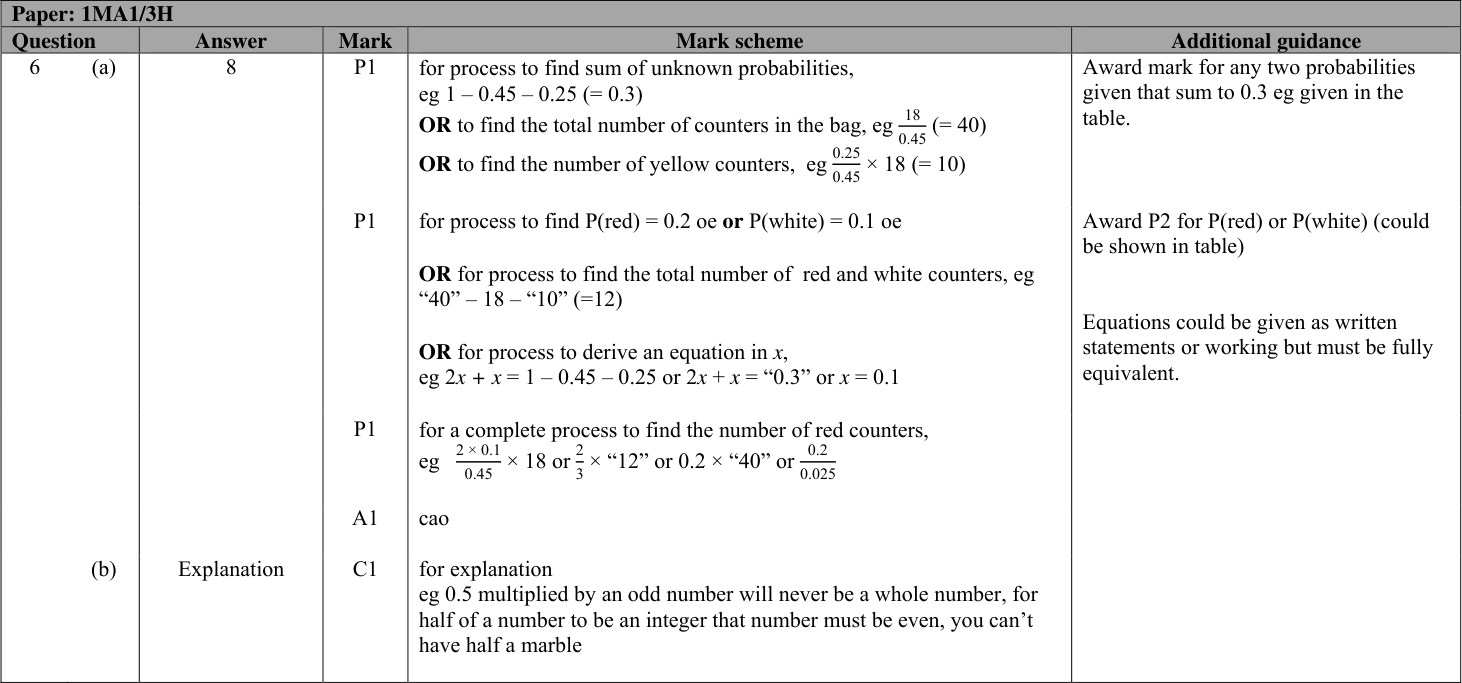 Paper: 1MA1/3H
Question Answer Mark Mark scheme Additional guidance
6 (a) 8 P1 for process to find sum of unknown probabilities,
eg 1 – 0.45 – 0.25 (= 0.3)
OR to find the total number of counters in the bag, eg 18/0.45 (= 40)
OR to find the number of yellow counters, eg 0.25/0.45 × 18 (= 10)
Award mark for any two probabilities
given that sum to 0.3 eg given in the
table.
P1 for process to find P(red) = 0.2 oe or P(white) = 0.1 oe
OR for process to find the total number of red and white counters, eg
“40” – 18 – “10” (=12)
OR for process to derive an equation in x,
eg 2x + x = 1 – 0.45 – 0.25 or 2x + x = “0.3” or x = 0.1
Award P2 for P(red) or P(white) (could
be shown in table)
Equations could be given as written
statements or working but must be fully
equivalent.
P1 for a complete process to find the number of red counters,
eg 2 × 0.1/0.45 × 18 or 2/3 × “12” or 0.2 × “40” or 0.2/0.025
A1 cao
(b) Explanation C1 for explanation
eg 0.5 multiplied by an odd number will never be a whole number, for
half of a number to be an integer that number must be even, you can’t
have half a marble